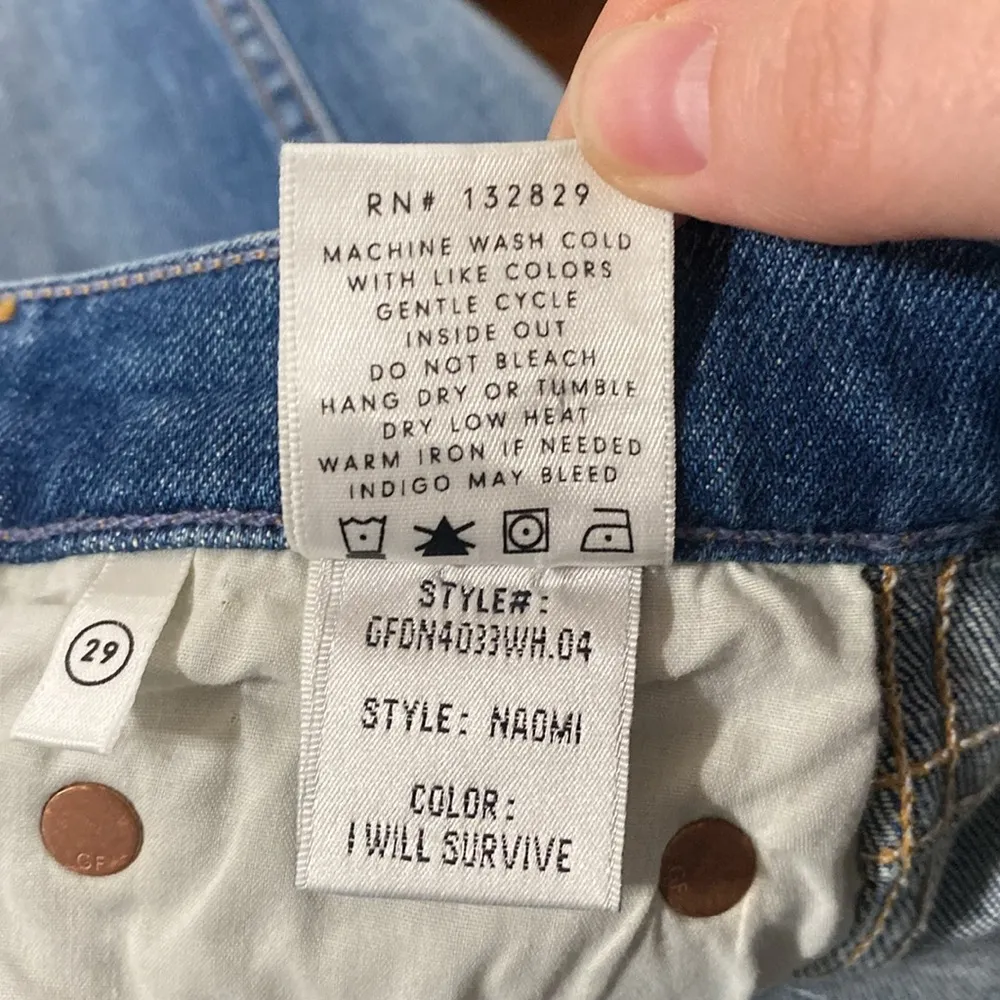 RN# 132829
MACHINE WASH COLD
WITH LIKE COLORS
GENTLE CYCLE
INSIDE OUT
DO NOT BLEACH
HANG DRY OR TUMBLE
DRY LOW HEAT
WARM IRON IF NEEDED
INDIGO MAY BLEED
STYLE#:
GFDN4033WH.04
STYLE: NAOMI
COLOR:
I WILL SURVIVE
29
GF
GF